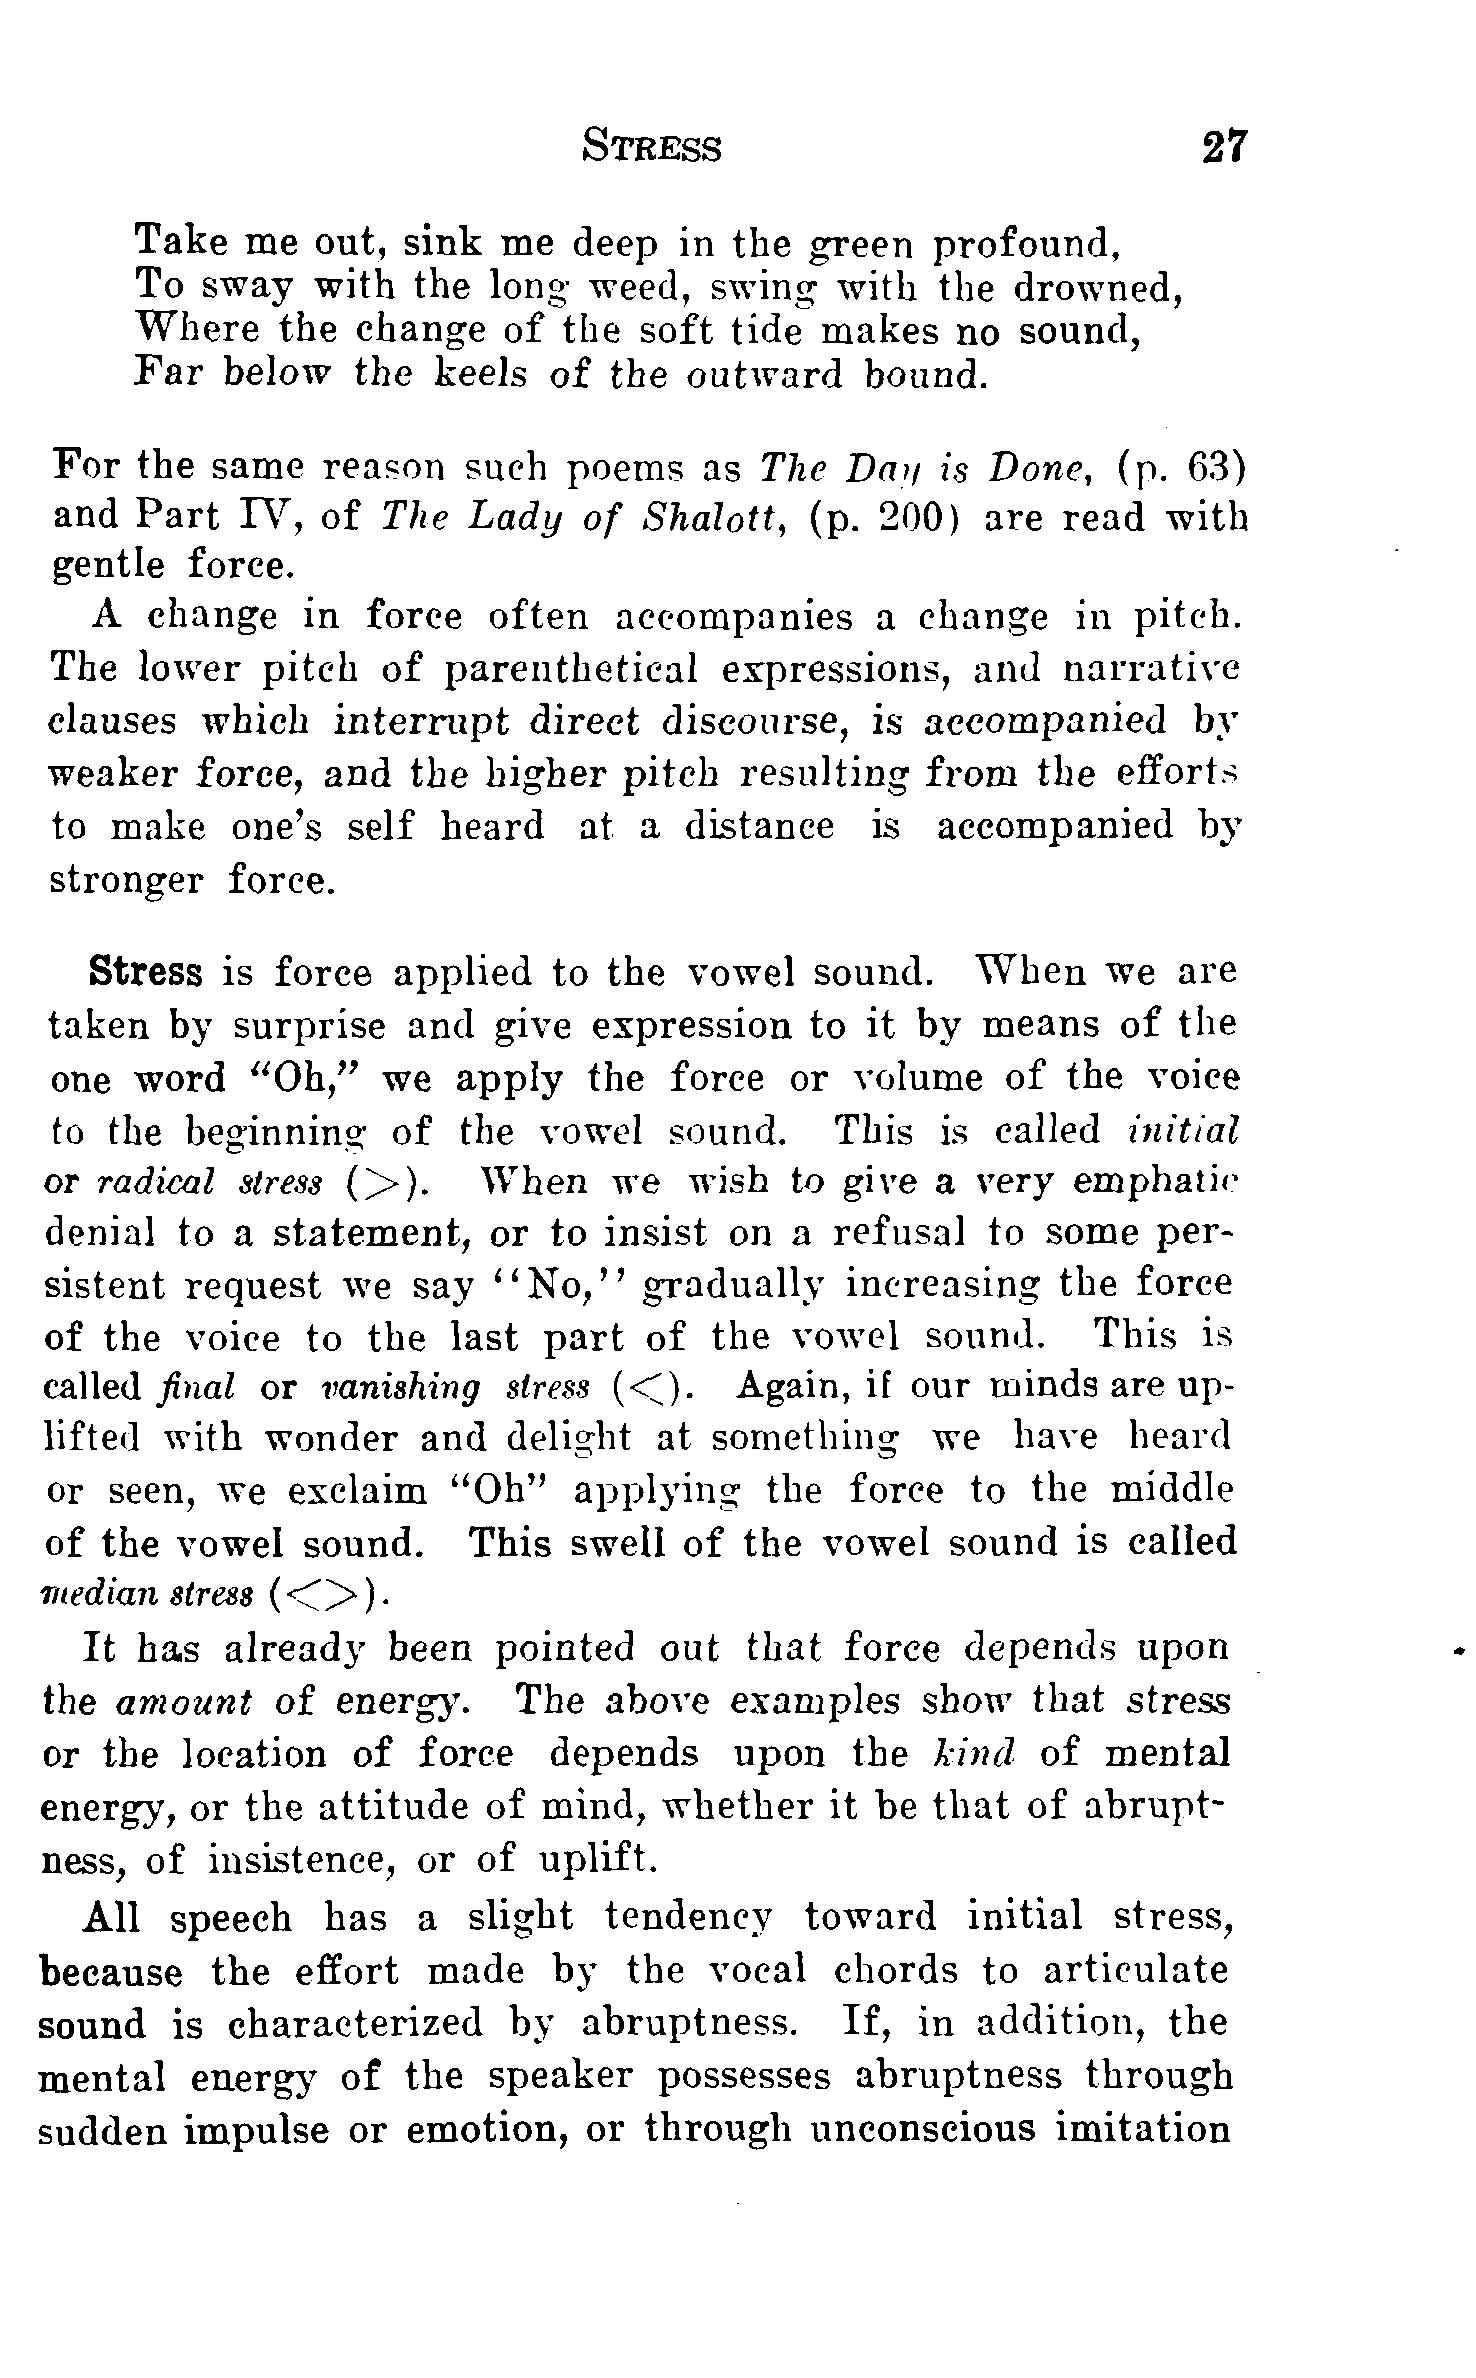 STRESS 27
Take me out, sink me deep in the green profound,
To sway with the long weed, swing with the drowned,
Where the change of the soft tide makes no sound,
Far below the keels of the outward bound.
For the same reason such poems as The Day is Done, (p. 63)
and Part IV, of The Lady of Shalott, (p. 200) are read with
gentle force.
A change in force often accompanies a change in pitch.
The lower pitch of parenthetical expressions, and narrative
clauses which interrupt direct discourse, is accompanied by
weaker force, and the higher pitch resulting from the efforts
to make one's self heard at a distance is accompanied by
stronger force.
Stress is force applied to the vowel sound. When we are
taken by surprise and give expression to it by means of the
one word "Oh," we apply the force or volume of the voice
to the beginning of the vowel sound. This is called initial
or radical stress (>). When we wish to give a very emphatic
denial to a statement, or to insist on a refusal to some per-
sistent request we say "No," gradually increasing the force
of the voice to the last part of the vowel sound. This is
called final or vanishing stress (<). Again, if our minds are up-
lifted with wonder and delight at something we have heard
or seen, we exclaim "Oh" applying the force to the middle
of the vowel sound. This swell of the vowel sound is called
median stress (<>).
It has already been pointed out that force depends upon
the amount of energy. The above examples show that stress
or the location of force depends upon the kind of mental
energy, or the attitude of mind, whether it be that of abrupt-
ness, of insistence, or of uplift.
All speech has a slight tendency toward initial stress,
because the effort made by the vocal chords to articulate
sound is characterized by abruptness. If, in addition, the
mental energy of the speaker possesses abruptness through
sudden impulse or emotion, or through unconscious imitation